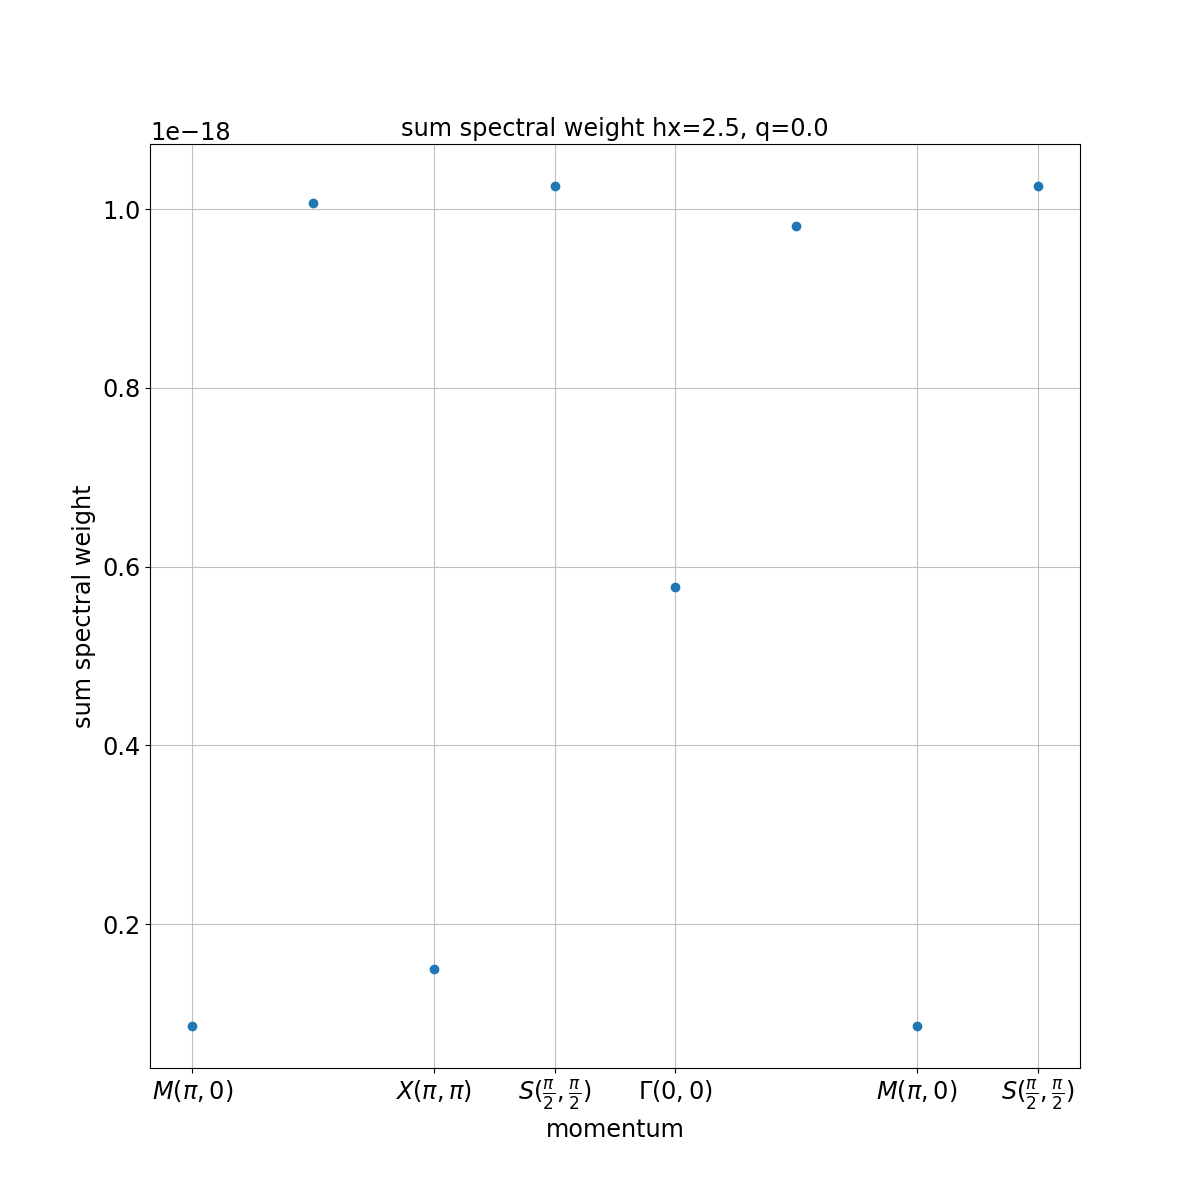 sum spectral weight hx=2.5, q=0.0
1e−18
1.0
0.8
0.6
0.4
0.2
sum spectral weight
M(π, 0) X(π, π) S(π/2, π/2) Γ(0, 0) M(π, 0) S(π/2, π/2)
momentum